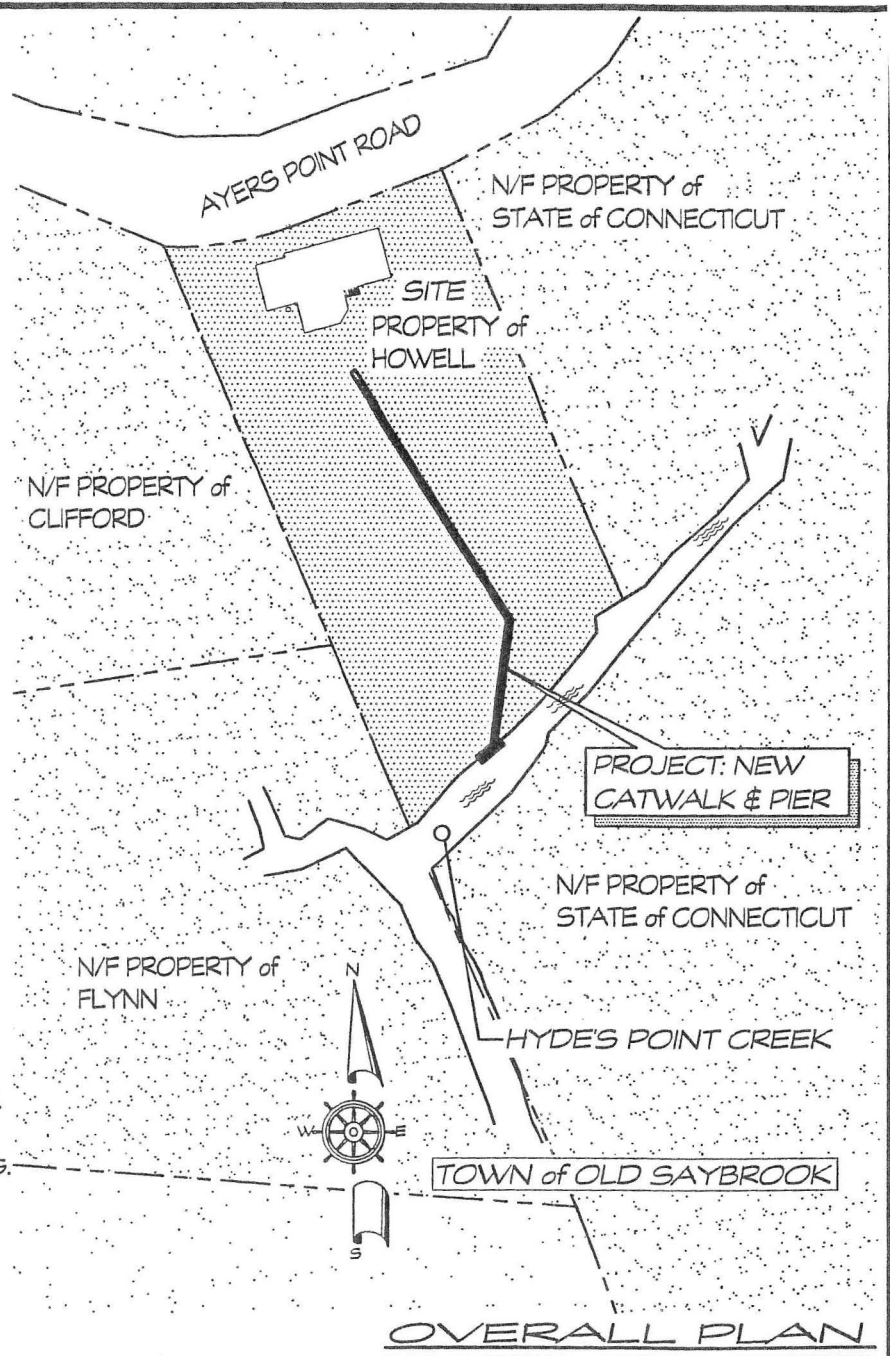 AYERS POINT ROAD
N/F PROPERTY of
STATE of CONNECTICUT
SITE
PROPERTY of
HOWELL
N/F PROPERTY of
CLIFFORD
PROJECT: NEW
CATWALK & PIER
N/F PROPERTY of
STATE of CONNECTICUT
N/F PROPERTY of
FLYNN
N
HYDE'S POINT CREEK
W
E
TOWN of OLD SAYBROOK
S
OVERALL PLAN